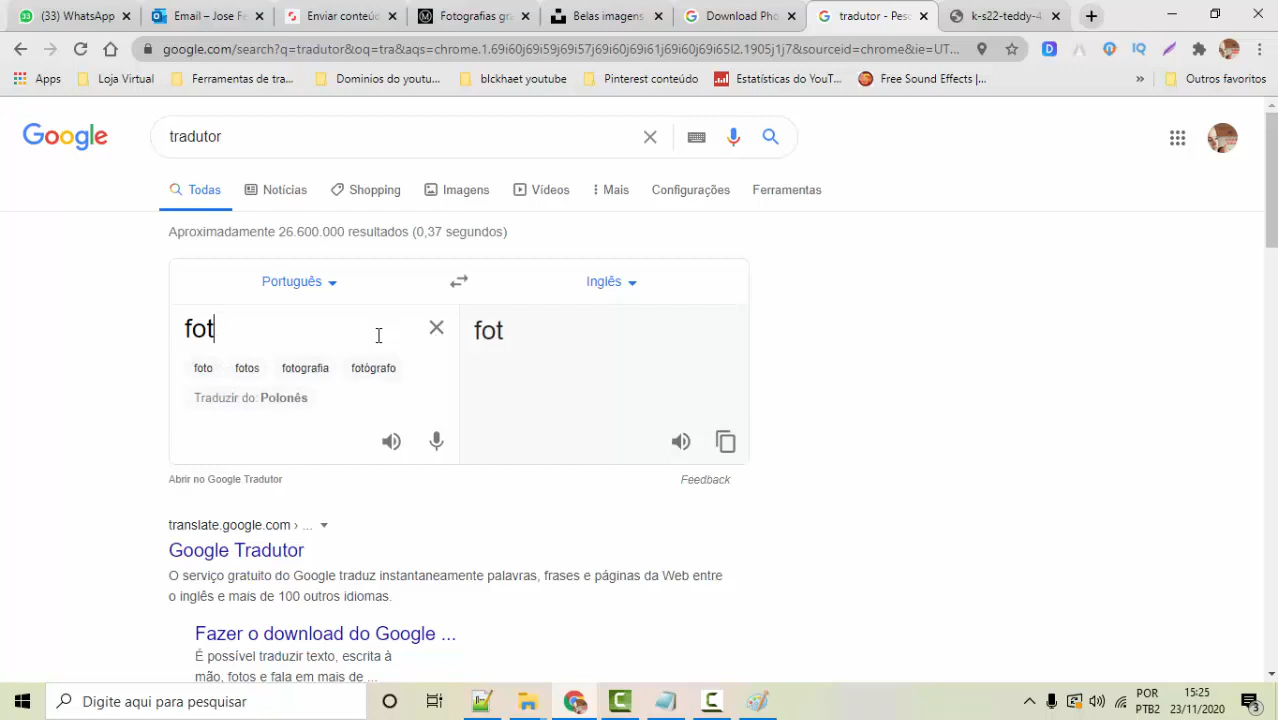 (33) WhatsApp
Email - Jose Fe
Enviar conteúd
Fotografias gra
Belas imagens
Download Pho
tradutor - Pesq
k-s22-teddy-4
google.com/search?q=tradutor&oq=tra&aqs=chrome.1.69i60j69i59j69i57j69i60j69i61j69i60j69i65l2.1905j1j7&sourceid=chrome&ie=UT...
Apps
Loja Virtual
Ferramentas de tra...
Dominios do youtu...
blckhaet youtube
Pinterest conteúdo
Estatísticas do YouT...
Free Sound Effects |...
»
Outros favoritos
Google
tradutor
Todas
Notícias
Shopping
Imagens
Vídeos
Mais
Configurações
Ferramentas
Aproximadamente 26.600.000 resultados (0,37 segundos)
Português
Inglês
fot
fot
foto fotos fotografia fotógrafo
Traduzir do: Polonês
Abrir no Google Tradutor
Feedback
translate.google.com › ...
Google Tradutor
O serviço gratuito do Google traduz instantaneamente palavras, frases e páginas da Web entre
o inglês e mais de 100 outros idiomas.
Fazer o download do Google ...
É possível traduzir texto, escrita à
mão, fotos e fala em mais de ...
Digite aqui para pesquisar
POR
PTB2
15:25
23/11/2020
3